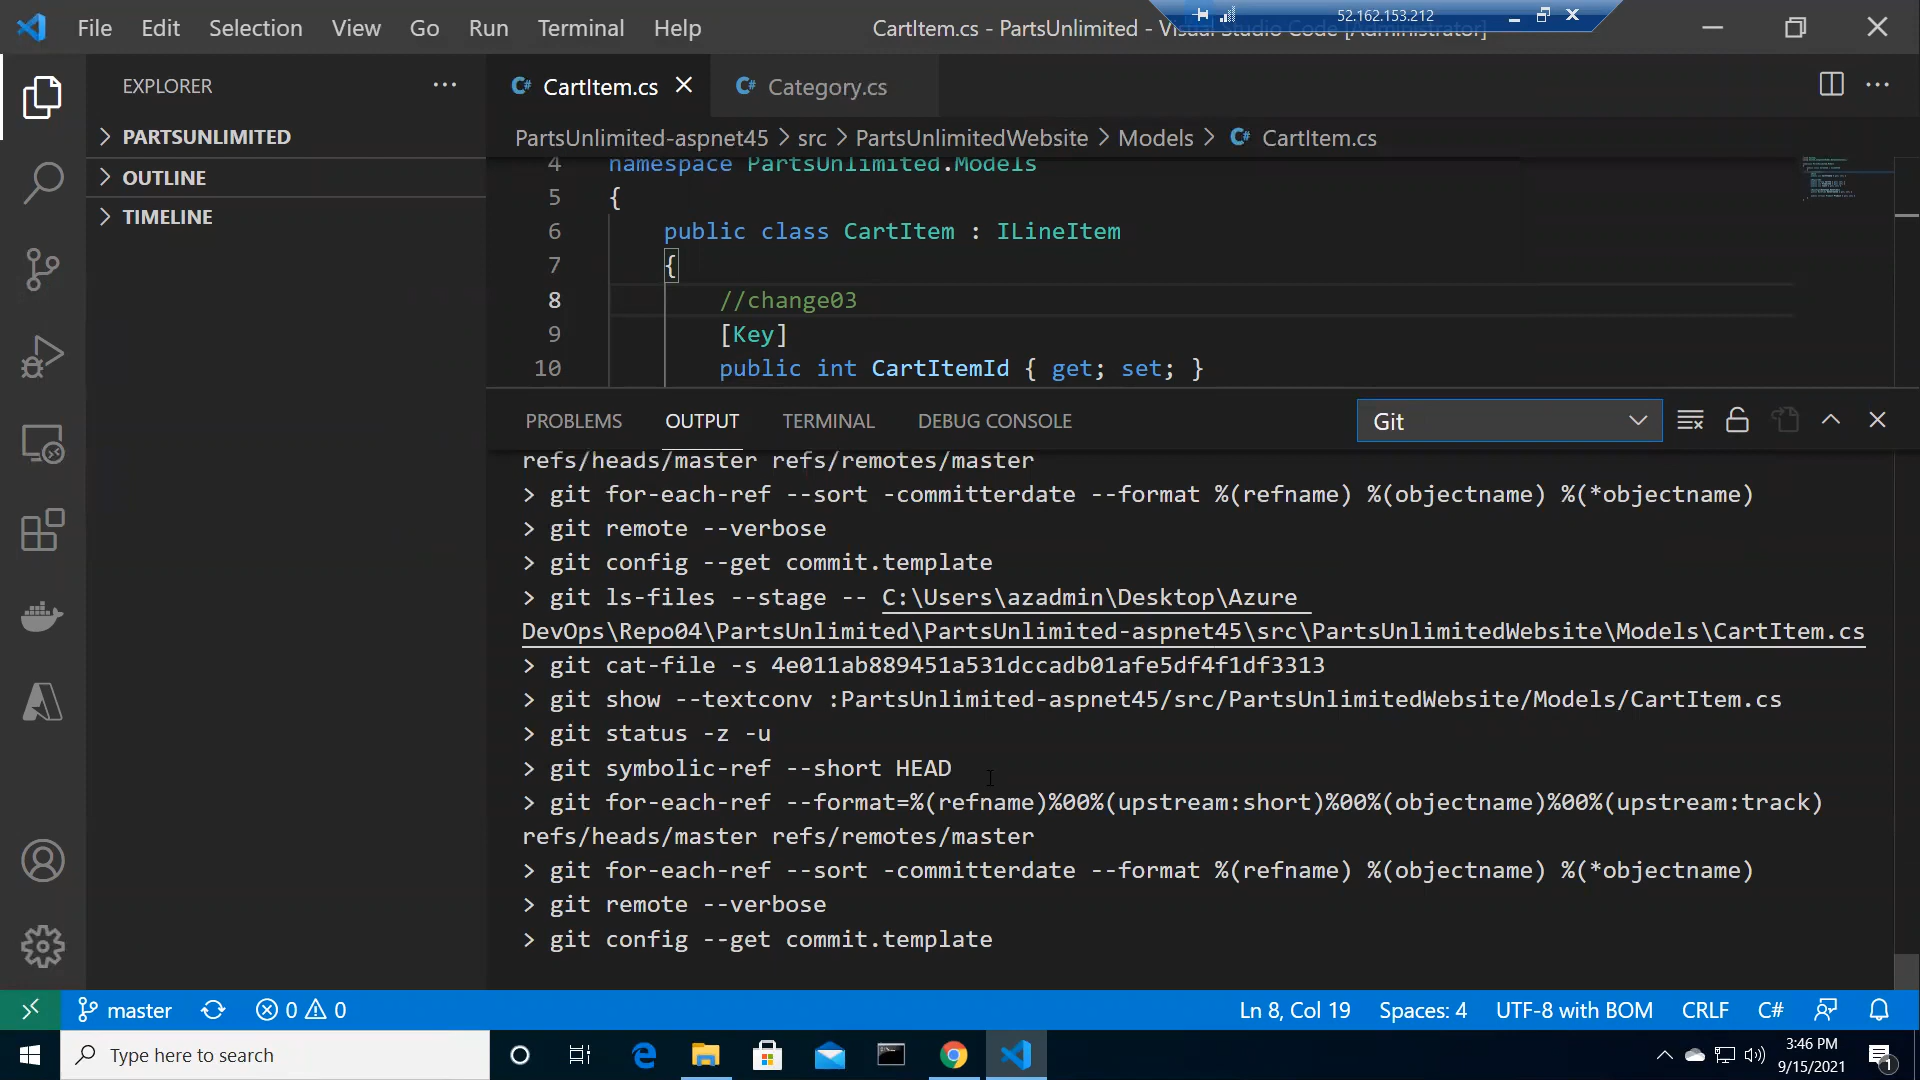 File Edit Selection View Go Run Terminal Help
CartItem.cs - PartsUnlimited - Visual Studio Code [Administrator]
52.162.153.212
EXPLORER
PARTSUNLIMITED
OUTLINE
TIMELINE
CartItem.cs
Category.cs
PartsUnlimited-aspnet45 > src > PartsUnlimitedWebsite > Models > CartItem.cs
4 namespace PartsUnlimited.Models
5 {
6 public class CartItem : ILineItem
7 {
8 //change03
9 [Key]
10 public int CartItemId { get; set; }
PROBLEMS OUTPUT TERMINAL DEBUG CONSOLE
Git
refs/heads/master refs/remotes/master
> git for-each-ref --sort -committerdate --format %(refname) %(objectname) %(*objectname)
> git remote --verbose
> git config --get commit.template
> git ls-files --stage -- C:\Users\azadmin\Desktop\Azure
DevOps\Repo04\PartsUnlimited\PartsUnlimited-aspnet45\src\PartsUnlimitedWebsite\Models\CartItem.cs
> git cat-file -s 4e011ab889451a531dccadb01afe5df4f1df3313
> git show --textconv :PartsUnlimited-aspnet45/src/PartsUnlimitedWebsite/Models/CartItem.cs
> git status -z -u
> git symbolic-ref --short HEAD
> git for-each-ref --format=%(refname)%00%(upstream:short)%00%(objectname)%00%(upstream:track)
refs/heads/master refs/remotes/master
> git for-each-ref --sort -committerdate --format %(refname) %(objectname) %(*objectname)
> git remote --verbose
> git config --get commit.template
master 0 0
Ln 8, Col 19 Spaces: 4 UTF-8 with BOM CRLF C#
Type here to search
3:46 PM
9/15/2021
1